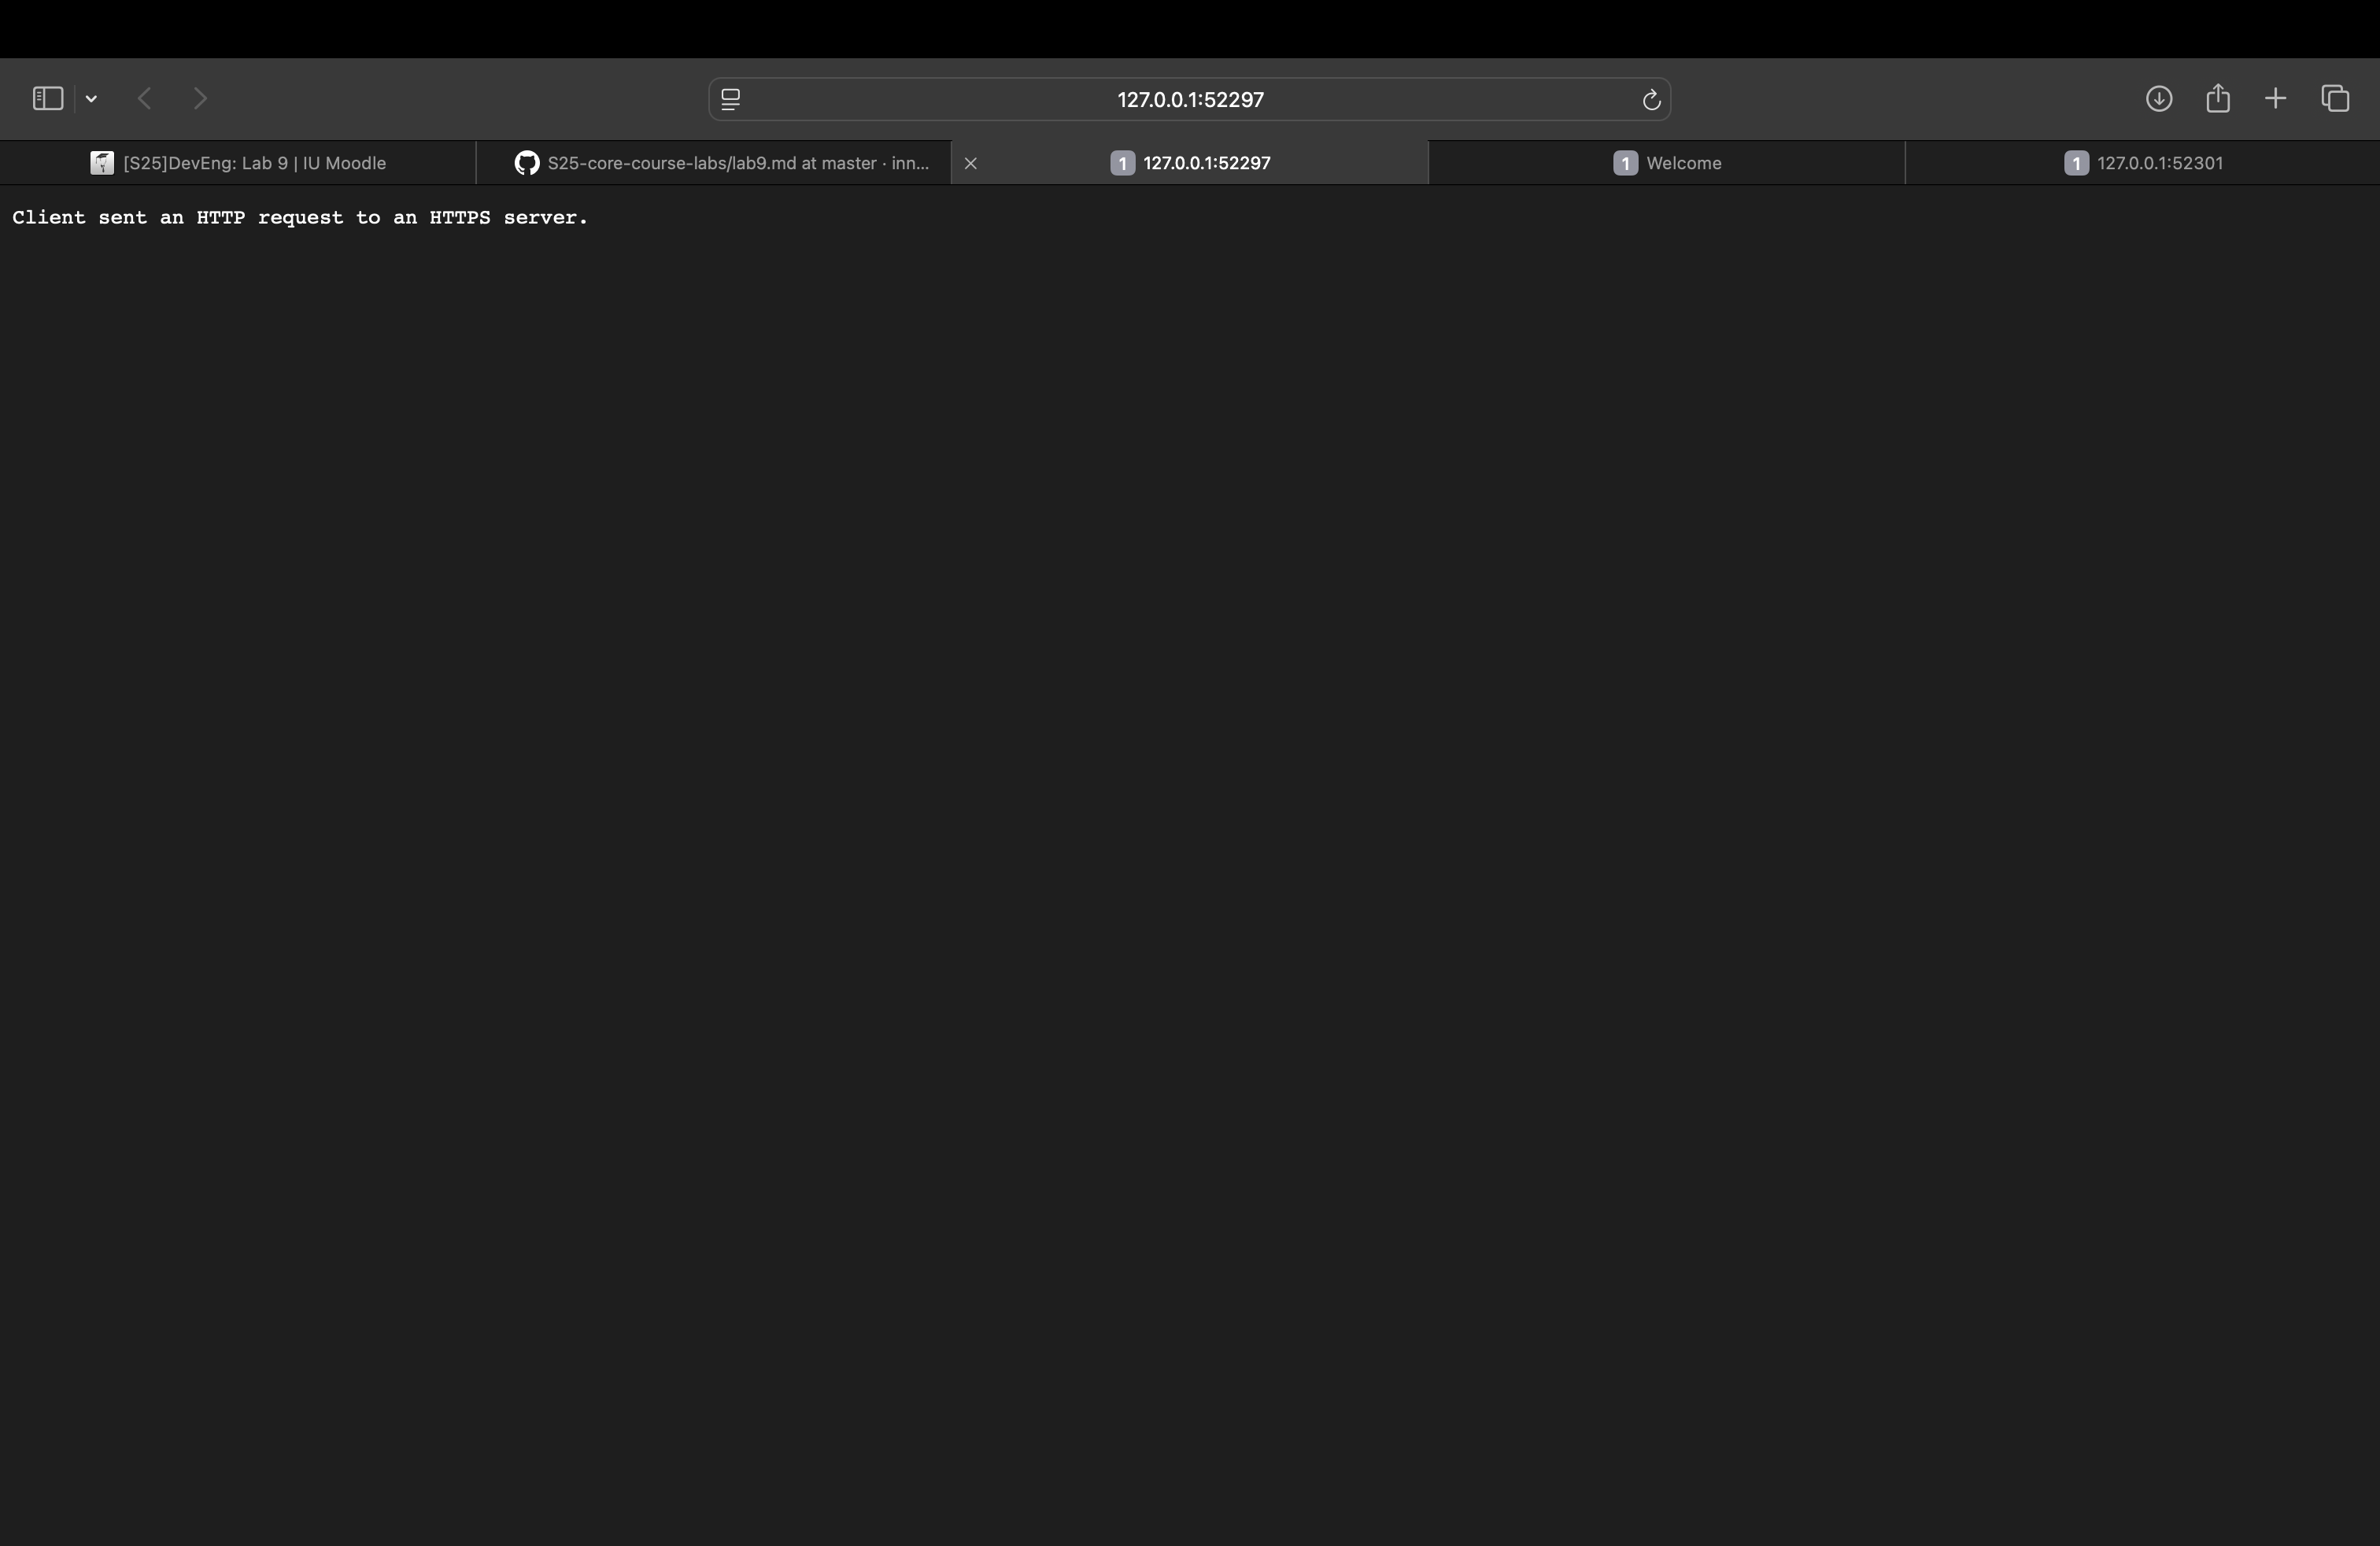 127.0.0.1:52297
[S25]DevEng: Lab 9 | IU Moodle
S25-core-course-labs/lab9.md at master · inn...
1 127.0.0.1:52297
1 Welcome
1 127.0.0.1:52301
Client sent an HTTP request to an HTTPS server.